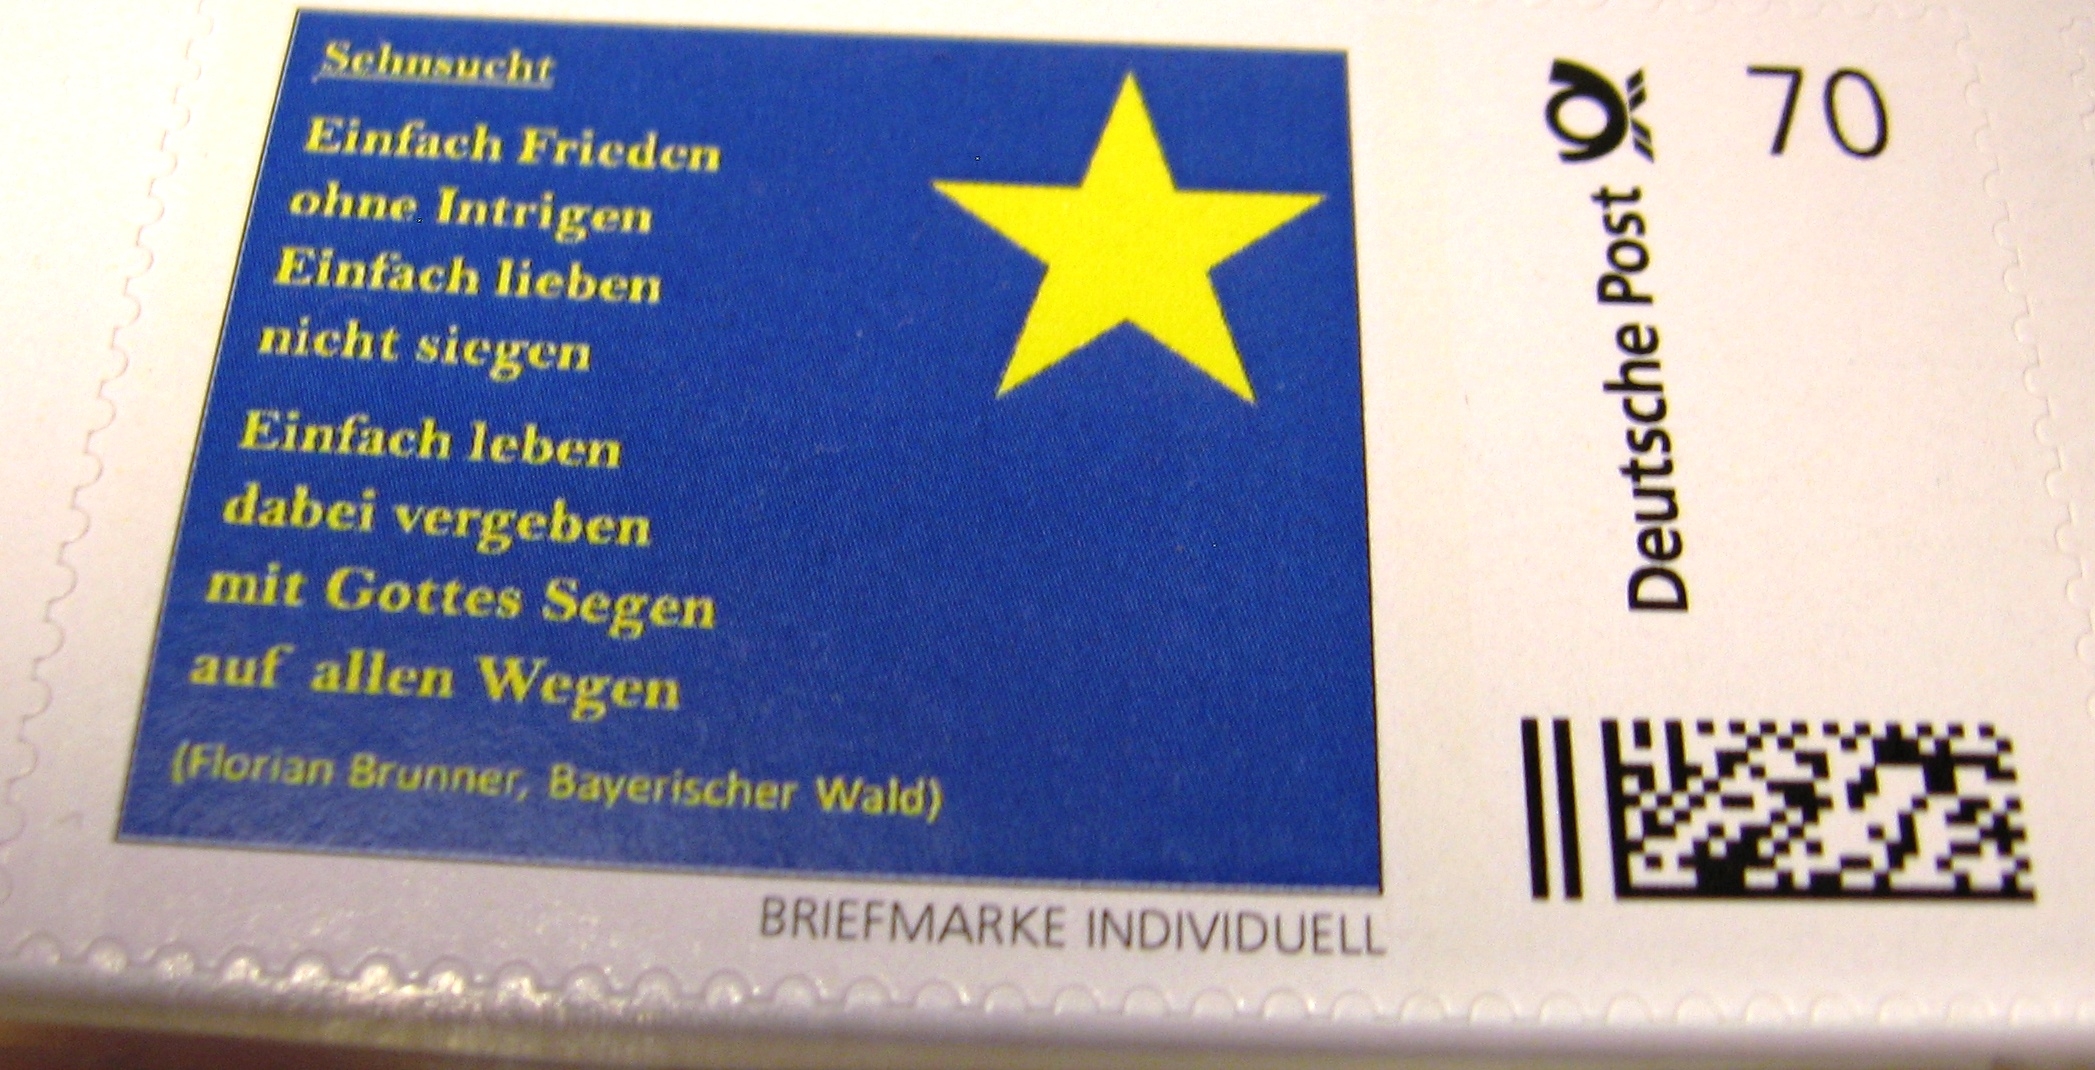 Sehnsucht
Einfach Frieden
ohne Intrigen
Einfach lieben
nicht siegen
Einfach leben
dabei vergeben
mit Gottes Segen
auf allen Wegen
(Florian Brunner, Bayerischer Wald)
BRIEFMARKE INDIVIDUELL
Deutsche Post
70